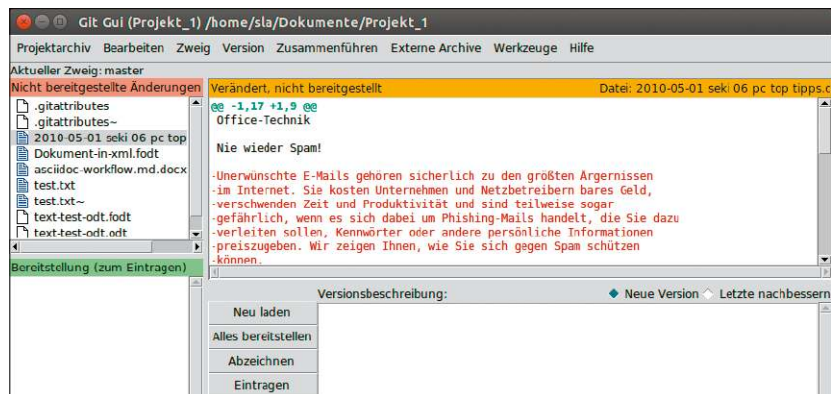 Git Gui (Projekt_1) /home/sla/Dokumente/Projekt_1
Projektarchiv Bearbeiten Zweig Version Zusammenführen Externe Archive Werkzeuge Hilfe
Aktueller Zweig: master
Nicht bereitgestellte Änderungen
.gitattributes
.gitattributes~
2010-05-01 seki 06 pc top
Dokument-in-xml.fodt
asciidoc-workflow.md.docx
test.txt
test.txt~
text-test-odt.fodt
text-test-odt.odt
Bereitstellung (zum Eintragen)
Verändert, nicht bereitgestellt Datei: 2010-05-01 seki 06 pc top tipps.
@@ -1,17 +1,9 @@
Office-Technik
Nie wieder Spam!
-Unerwünschte E-Mails gehören sicherlich zu den größten Ärgernissen
-im Internet. Sie kosten Unternehmen und Netzbetreibern bares Geld,
-verschwenden Zeit und Produktivität und sind teilweise sogar
-gefährlich, wenn es sich dabei um Phishing-Mails handelt, die Sie dazu
-verleiten sollen, Kennwörter oder andere persönliche Informationen
-preiszugeben. Wir zeigen Ihnen, wie Sie sich gegen Spam schützen
-können.
Versionsbeschreibung: Neue Version Letzte nachbessern
Neu laden
Alles bereitstellen
Abzeichnen
Eintragen